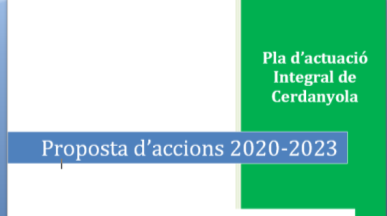 Pla d'actuació
Integral de
Cerdanyola
Proposta d'accions 2020-2023